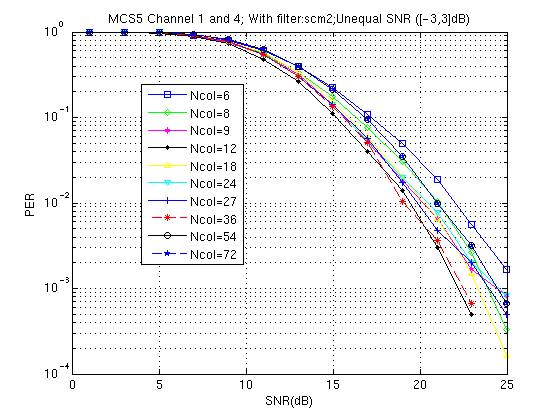 MCS5 Channel 1 and 4; With filter:scm2;Unequal SNR ([−3,3]dB)
10^0
10^−1
10^−2
10^−3
10^−4
PER
Ncol=6
Ncol=8
Ncol=9
Ncol=12
Ncol=18
Ncol=24
Ncol=27
Ncol=36
Ncol=54
Ncol=72
0 5 10 15 20 25
SNR(dB)